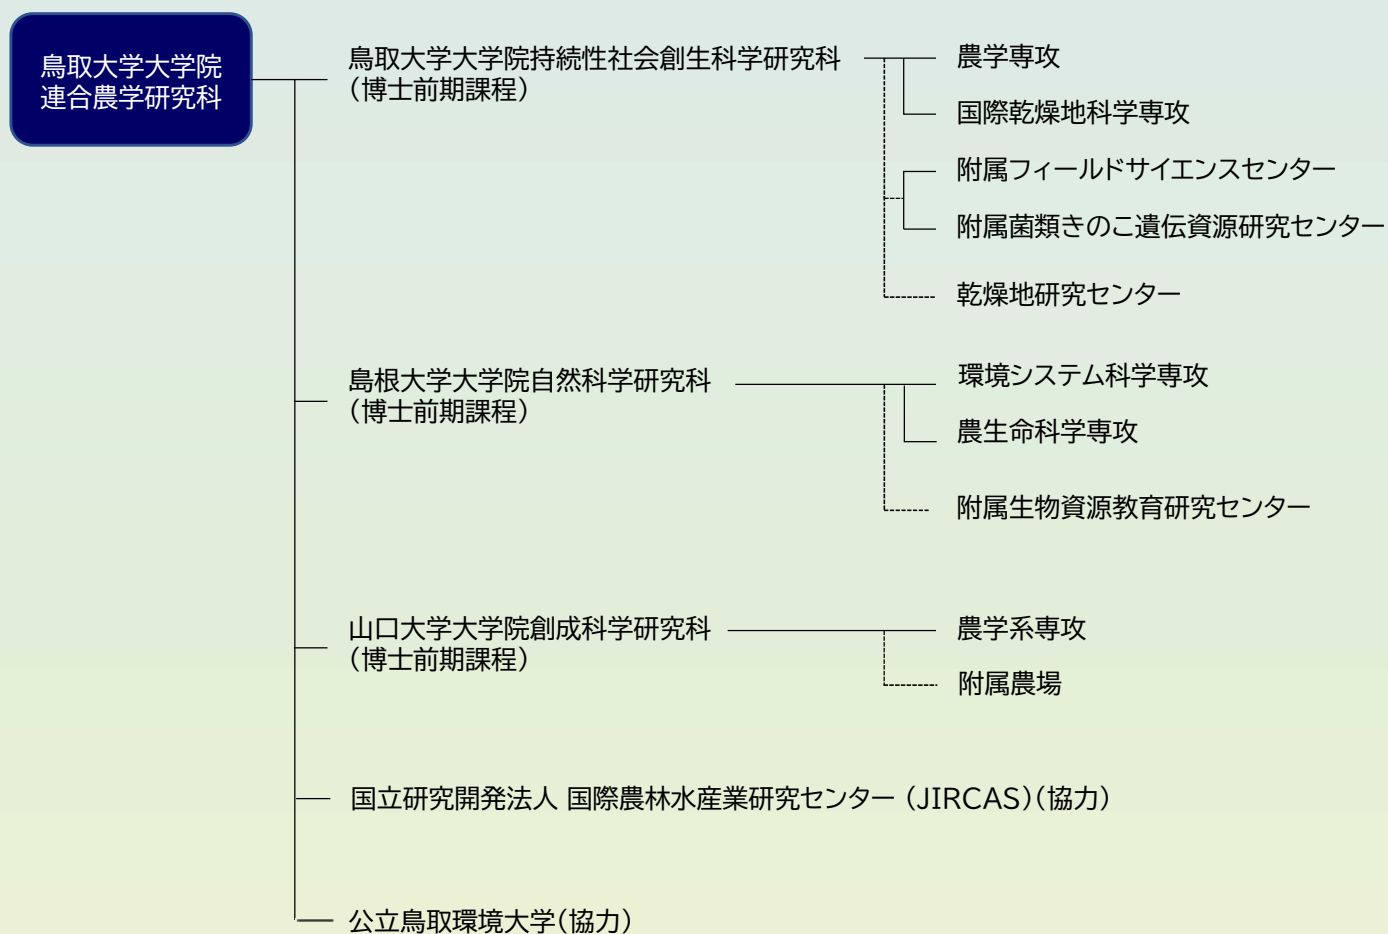 鳥取大学大学院
連合農学研究科
鳥取大学大学院持続性社会創生科学研究科
(博士前期課程)
農学専攻
国際乾燥地科学専攻
附属フィールドサイエンスセンター
附属菌類きのこ遺伝資源研究センター
乾燥地研究センター
島根大学大学院自然科学研究科
(博士前期課程)
環境システム科学専攻
農生命科学専攻
附属生物資源教育研究センター
山口大学大学院創成科学研究科
(博士前期課程)
農学系専攻
附属農場
国立研究開発法人 国際農林水産業研究センター (JIRCAS)(協力)
公立鳥取環境大学(協力)